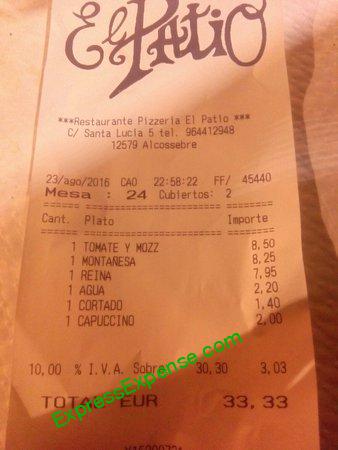 El Patio
***Restaurante Pizzeria El Patio ***
C/ Santa Lucia 5 tel. 964412948
12579 Alcossebre
23/ago/2016 CAO 22:58:22 FF/ 45440
Mesa : 24 Cubiertos: 2
Cant. Plato Importe
1 TOMATE Y MOZZ 8,50
1 MONTAÑESA 8,25
1 REINA 7,95
1 AGUA 2,20
1 CORTADO 1,40
1 CAPUCCINO 2,00
10,00 % I.V.A. Sobre 30,30 3,03
TOTAL EUR 33,33
ExpressExpense.com